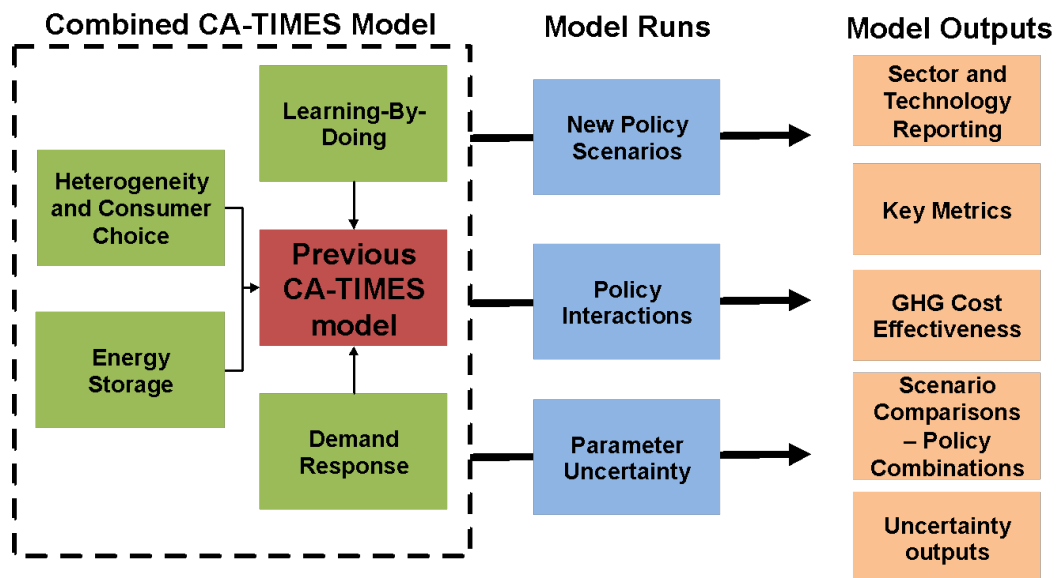 Combined CA-TIMES Model
Learning-By-
Doing
Heterogeneity
and Consumer
Choice
Previous
CA-TIMES
model
Energy
Storage
Demand
Response
Model Runs
New Policy
Scenarios
Policy
Interactions
Parameter
Uncertainty
Model Outputs
Sector and
Technology
Reporting
Key Metrics
GHG Cost
Effectiveness
Scenario
Comparisons
– Policy
Combinations
Uncertainty
outputs